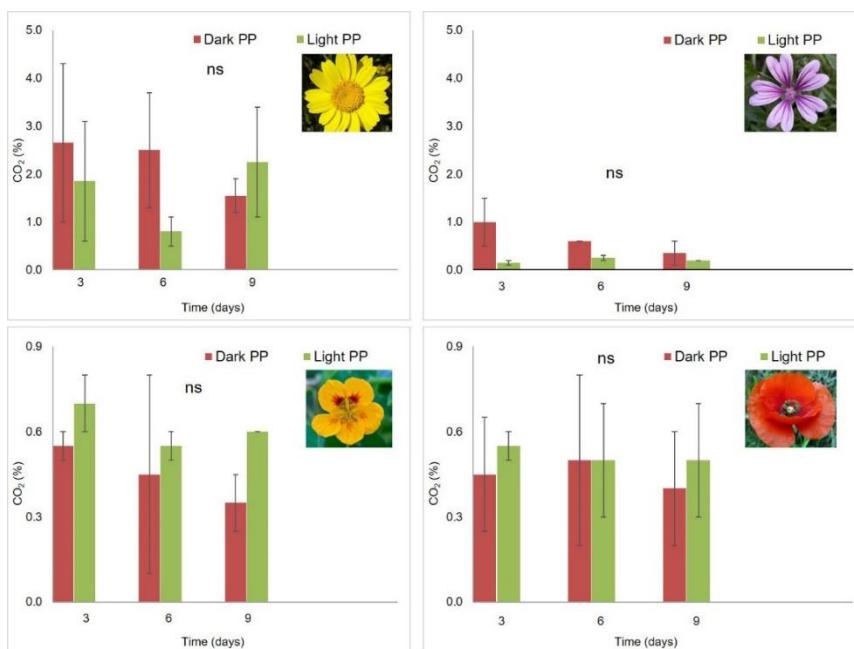 5.0
Dark PP Light PP
4.0
ns
3.0
CO₂ (%)
2.0
1.0
0.0
3 6 9
Time (days)
5.0
Dark PP Light PP
4.0
3.0
CO₂ (%)
2.0
ns
1.0
0.0
3 6 9
Time (days)
0.9
Dark PP Light PP
ns
0.6
CO₂ (%)
0.3
0.0
3 6 9
Time (days)
0.9
ns Dark PP Light PP
0.6
CO₂ (%)
0.3
0.0
3 6 9
Time (days)